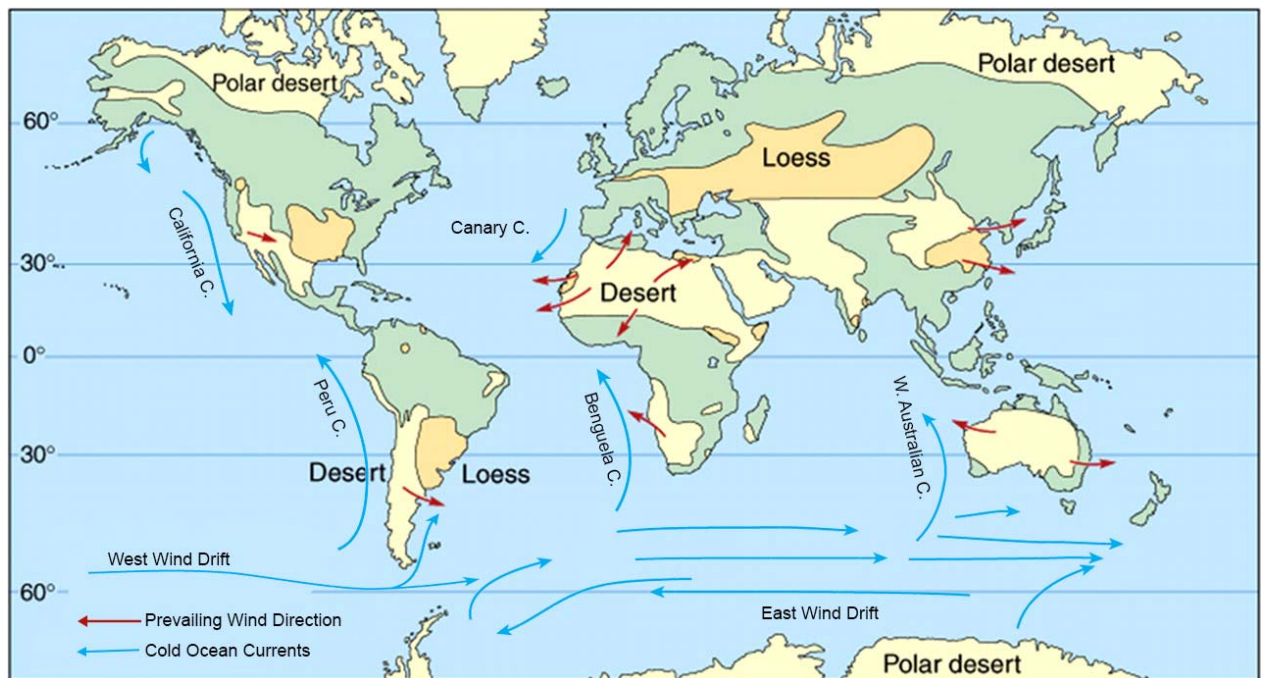 Polar desert
Polar desert
60°
Loess
California C.
Canary C.
30°
Desert
0°
Peru C.
Benguela C.
W. Australian C.
30°
Desert
Loess
West Wind Drift
60°
East Wind Drift
Prevailing Wind Direction
Cold Ocean Currents
Polar desert